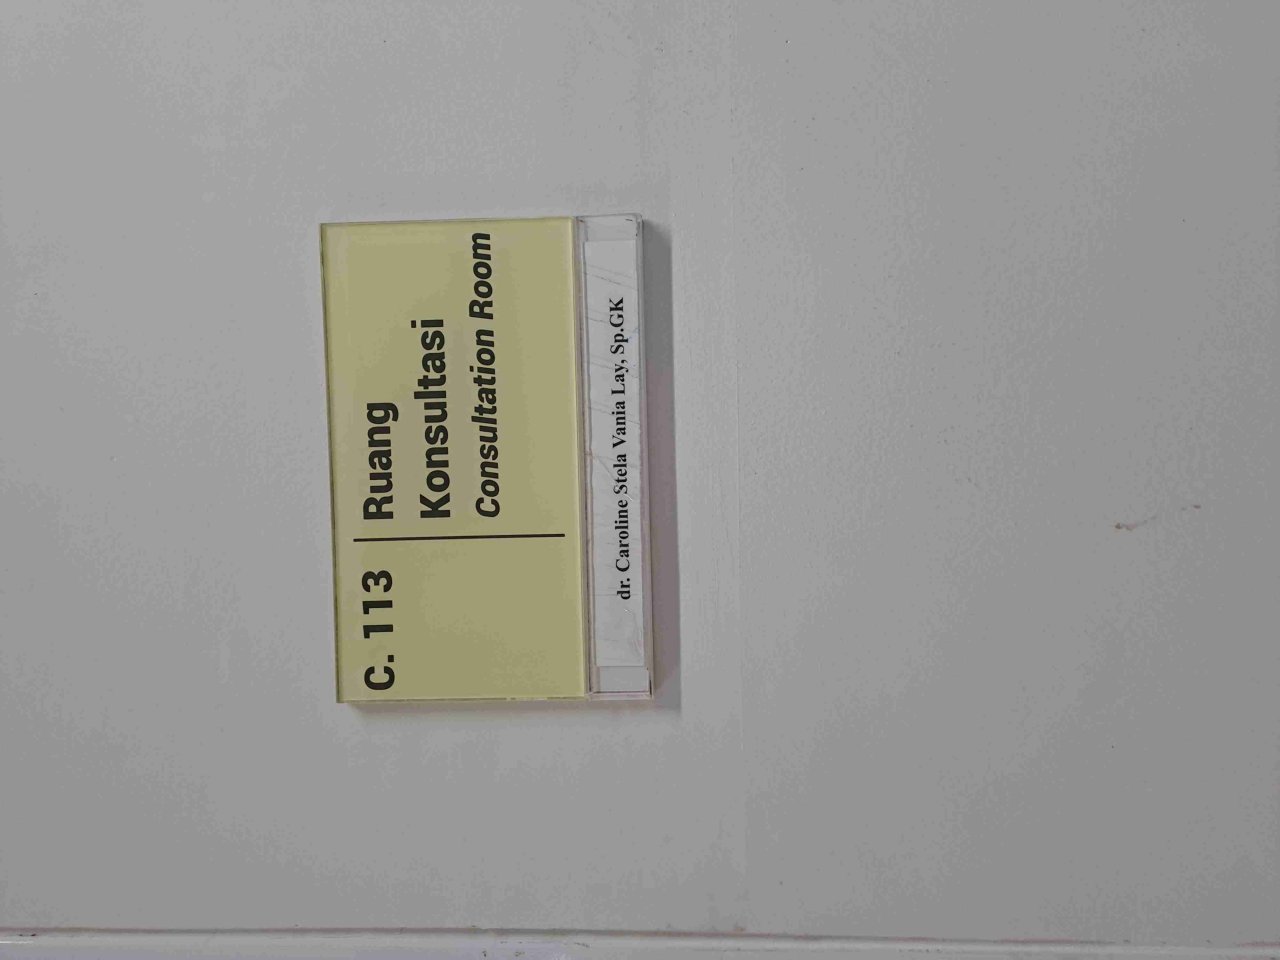 C. 113
Ruang
Konsultasi
Consultation Room
dr. Caroline Stela Vania Lay, Sp.GK